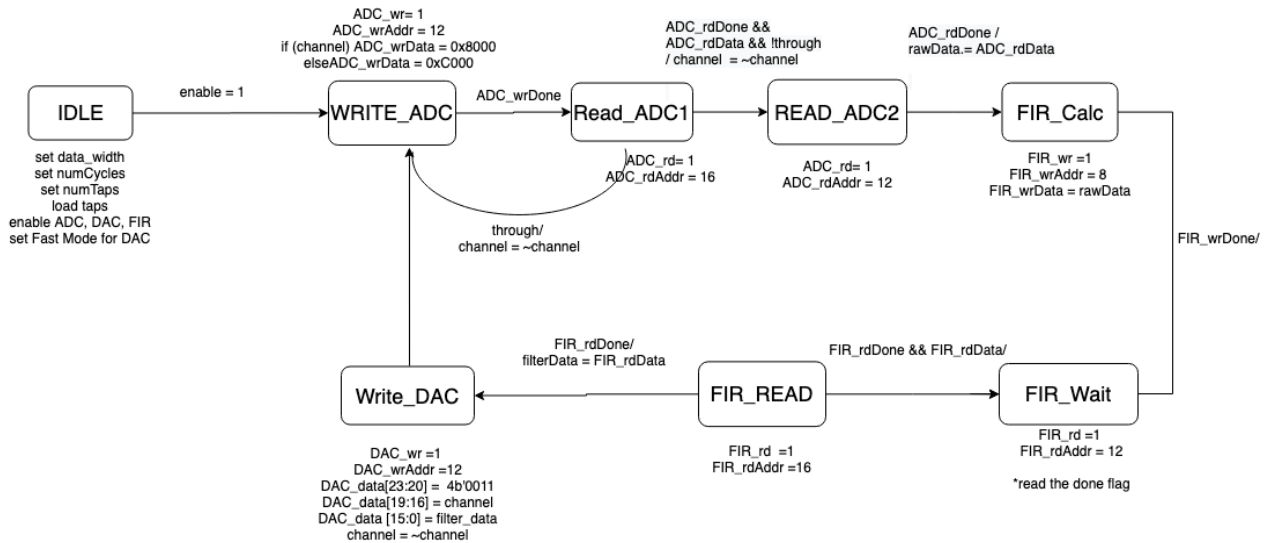 ADC_wr= 1
ADC_wrAddr = 12
if (channel) ADC_wrData = 0x8000
elseADC_wrData = 0xC000
ADC_rdDone &&
ADC_rdData && !through
/ channel  = ~channel
ADC_rdDone /
rawData.= ADC_rdData
IDLE
enable = 1
WRITE_ADC
ADC_wrDone
Read_ADC1
READ_ADC2
FIR_Calc
set data_width
set numCycles
set numTaps
load taps
enable ADC, DAC, FIR
set Fast Mode for DAC
ADC_rd= 1
ADC_rdAddr = 16
ADC_rd= 1
ADC_rdAddr = 12
FIR_wr =1
FIR_wrAddr = 8
FIR_wrData = rawData
through/
channel = ~channel
FIR_wrDone/
FIR_rdDone/
filterData = FIR_rdData
FIR_rdDone && FIR_rdData/
Write_DAC
FIR_READ
FIR_Wait
DAC_wr =1
DAC_wrAddr =12
DAC_data[23:20] =  4b'0011
DAC_data[19:16] = channel
DAC_data [15:0] = filter_data
channel = ~channel
FIR_rd  =1
FIR_rdAddr =16
FIR_rd =1
FIR_rdAddr = 12
*read the done flag